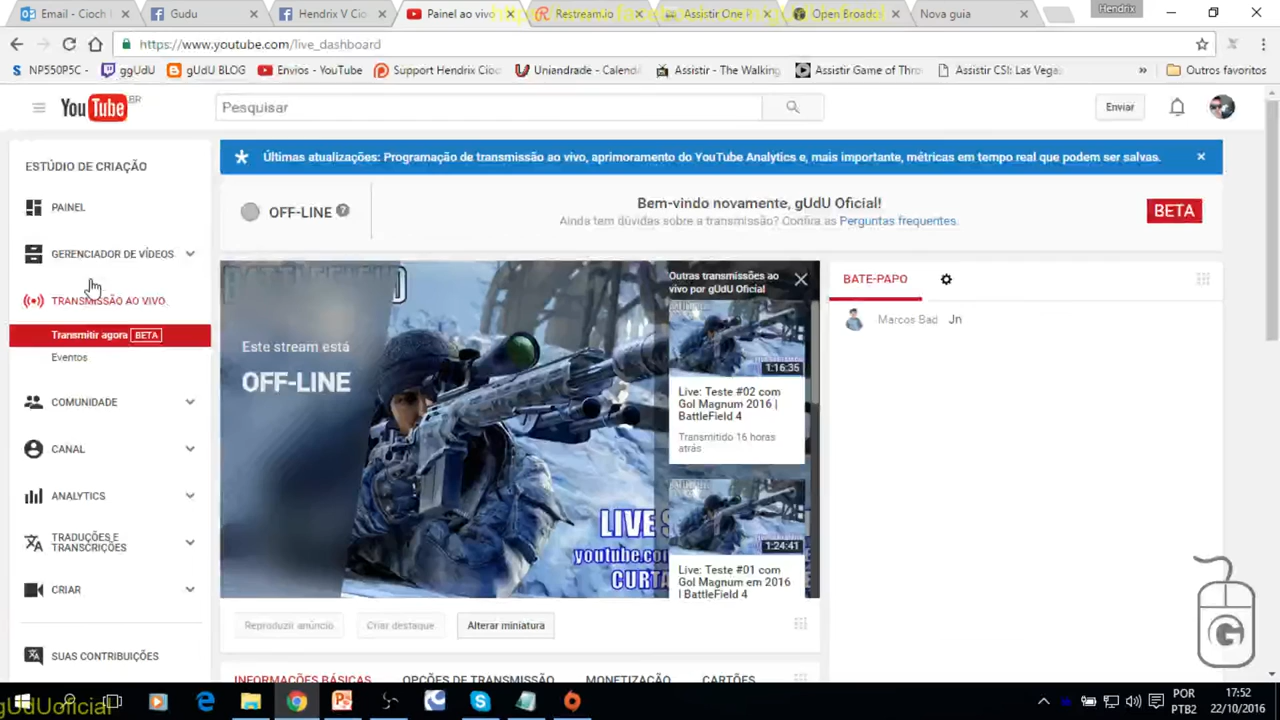 Email - Cioch
Gudu
Hendrix V Cio
Painel ao vivo
Restream.io
Assistir One P
Open Broadc
Nova guia
Hendrix
https://www.youtube.com/live_dashboard
NP550P5C -
ggUdU
gUdU BLOG
Envios - YouTube
Support Hendrix Cioc
Uniandrade - Calend
Assistir - The Walking
Assistir Game of Thro
Assistir CSI: Las Vegas
»
Outros favoritos
YouTube BR
Pesquisar
Enviar
ESTÚDIO DE CRIAÇÃO
PAINEL
GERENCIADOR DE VÍDEOS
TRANSMISSÃO AO VIVO
Transmitir agora BETA
Eventos
COMUNIDADE
CANAL
ANALYTICS
TRADUÇÕES E
TRANSCRIÇÕES
CRIAR
SUAS CONTRIBUIÇÕES
Últimas atualizações: Programação de transmissão ao vivo, aprimoramento do YouTube Analytics e, mais importante, métricas em tempo real que podem ser salvas.
OFF-LINE ?
Bem-vindo novamente, gUdU Oficial!
Ainda tem dúvidas sobre a transmissão? Confira as Perguntas frequentes.
BETA
Este stream está
OFF-LINE
LIVE S
youtube.co
CURTA
Outras transmissões ao
vivo por gUdU Oficial
1:16:35
Live: Teste #02 com
Gol Magnum 2016 |
BattleField 4
Transmitido 16 horas
atrás
1:24:41
Live: Teste #01 com
Gol Magnum em 2016
| BattleField 4
BATE-PAPO
Marcos Bad Jn
Reproduzir anúncio
Criar destaque
Alterar miniatura
INFORMAÇÕES BÁSICAS
OPÇÕES DE TRANSMISSÃO
MONETIZAÇÃO
CARTÕES
G
gUdUoficial
POR
PTB2
17:52
22/10/2016